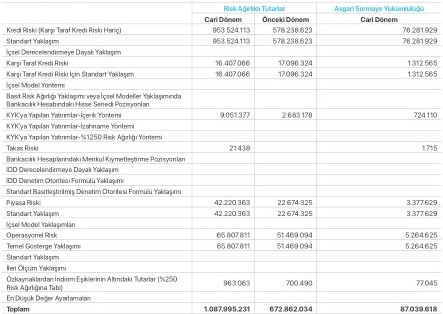 Risk Ağırlıklı Tutarlar Asgari Sermaye Yükümlülüğü
Cari Dönem Önceki Dönem Cari Dönem
Kredi Riski (Karşı Taraf Kredi Riski Hariç) 953.524.113 578.238.623 76.281.929
Standart Yaklaşım 953.524.113 578.238.623 76.281.929
İçsel Derecelendirmeye Dayalı Yaklaşım
Karşı Taraf Kredi Riski 16.407.066 17.096.324 1.312.565
Karşı Taraf Kredi Riski İçin Standart Yaklaşım 16.407.066 17.096.324 1.312.565
İçsel Model Yöntemi
Basit Risk Ağırlığı Yaklaşımı veya İçsel Modeller Yaklaşımında
Bankacılık Hesabındaki Hisse Senedi Pozisyonları
KYK'ya Yapılan Yatırımlar-İçerik Yöntemi 9.051.377 2.683.178 724.110
KYK'ya Yapılan Yatırımlar-İzahname Yöntemi
KYK'ya Yapılan Yatırımlar-%1250 Risk Ağırlığı Yöntemi
Takas Riski 21.438 1.715
Bankacılık Hesaplarındaki Menkul Kıymetleştirme Pozisyonları
İDD Derecelendirmeye Dayalı Yaklaşım
İDD Denetim Otoritesi Formülü Yaklaşımı
Standart Basitleştirilmiş Denetim Otoritesi Formülü Yaklaşımı
Piyasa Riski 42.220.363 22.674.325 3.377.629
Standart Yaklaşım 42.220.363 22.674.325 3.377.629
İçsel Model Yaklaşımları
Operasyonel Risk 65.807.811 51.469.094 5.264.625
Temel Gösterge Yaklaşımı 65.807.811 51.469.094 5.264.625
Standart Yaklaşım
İleri Ölçüm Yaklaşımı
Özkaynaklardan İndirim Eşiklerinin Altındaki Tutarlar (%250
Risk Ağırlığına Tabi) 963.063 700.490 77.045
En Düşük Değer Ayarlamaları
Toplam 1.087.995.231 672.862.034 87.039.618